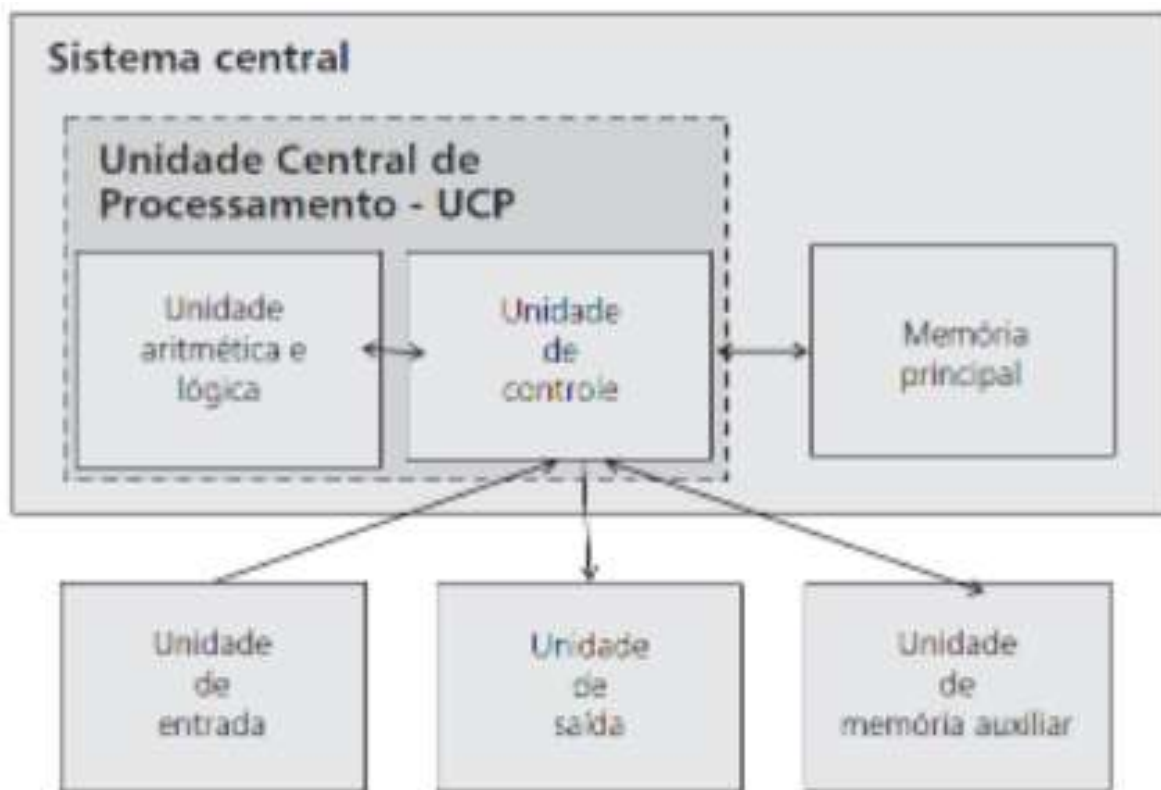 Sistema central
Unidade Central de
Processamento - UCP
Unidade
aritmética e
lógica
Unidade
de
controle
Memória
principal
Unidade
de
entrada
Unidade
de
saída
Unidade
de
memória auxiliar